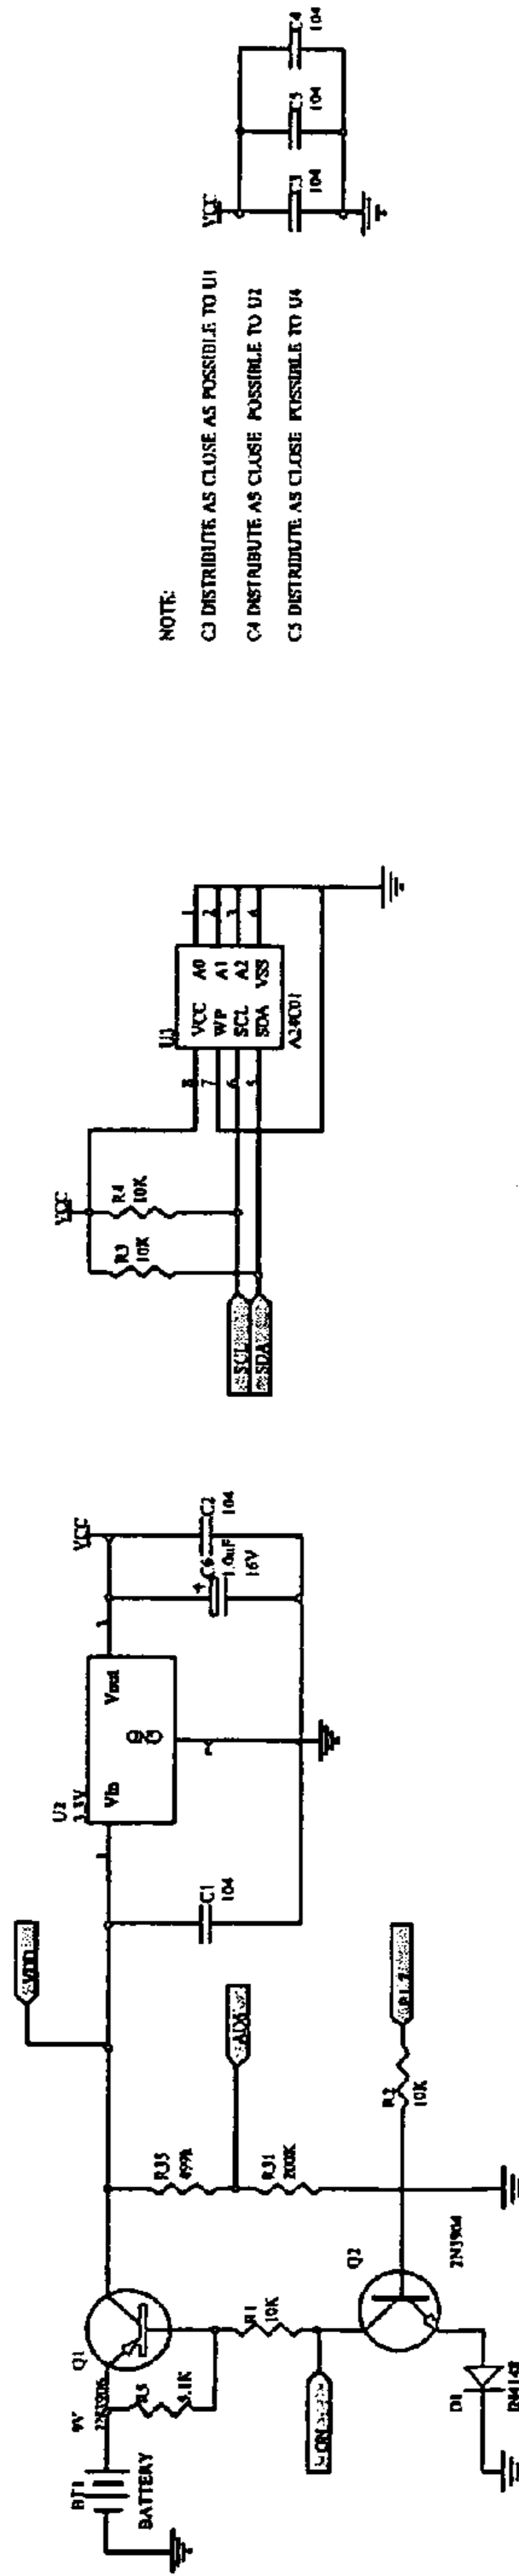 BT1
BATTERY
9V
Q1
R5
5.1K
R1
10K
Q2
2N3904
D1
IN4148
R35
R31
200K
R2
10K
VDD
C1
104
U2
3.3V
Vin
Vout
VCC
C6
1.0uF
16V
C2
104
SCL
SDA
VCC
R3
10K
R4
10K
8
7
6
5
VCC
A0
WP
A1
SCL
A2
SDA
VSS
1
2
3
4
NOTE:
C3 DISTRIBUTE AS CLOSE AS POSSIBLE TO U1
C4 DISTRIBUTE AS CLOSE POSSIBLE TO U2
C5 DISTRIBUTE AS CLOSE POSSIBLE TO U4
VCC
C3
104
C5
104
C4
104